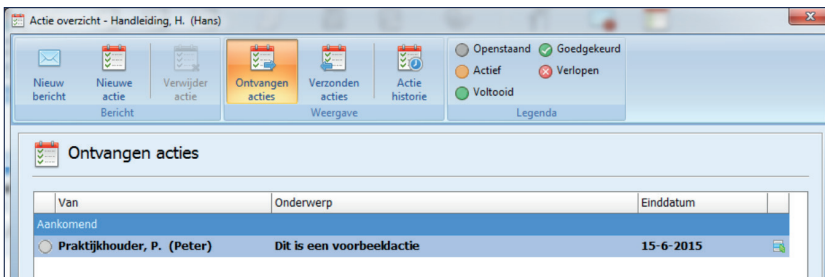 Actie overzicht - Handleiding, H. (Hans)
Nieuw bericht
Nieuwe actie
Verwijder actie
Bericht
Ontvangen acties
Verzonden acties
Actie historie
Weergave
Openstaand
Goedgekeurd
Actief
Verlopen
Voltooid
Legenda
Ontvangen acties
Van Onderwerp Einddatum
Aankomend
Praktijkhouder, P. (Peter) Dit is een voorbeeldactie 15-6-2015